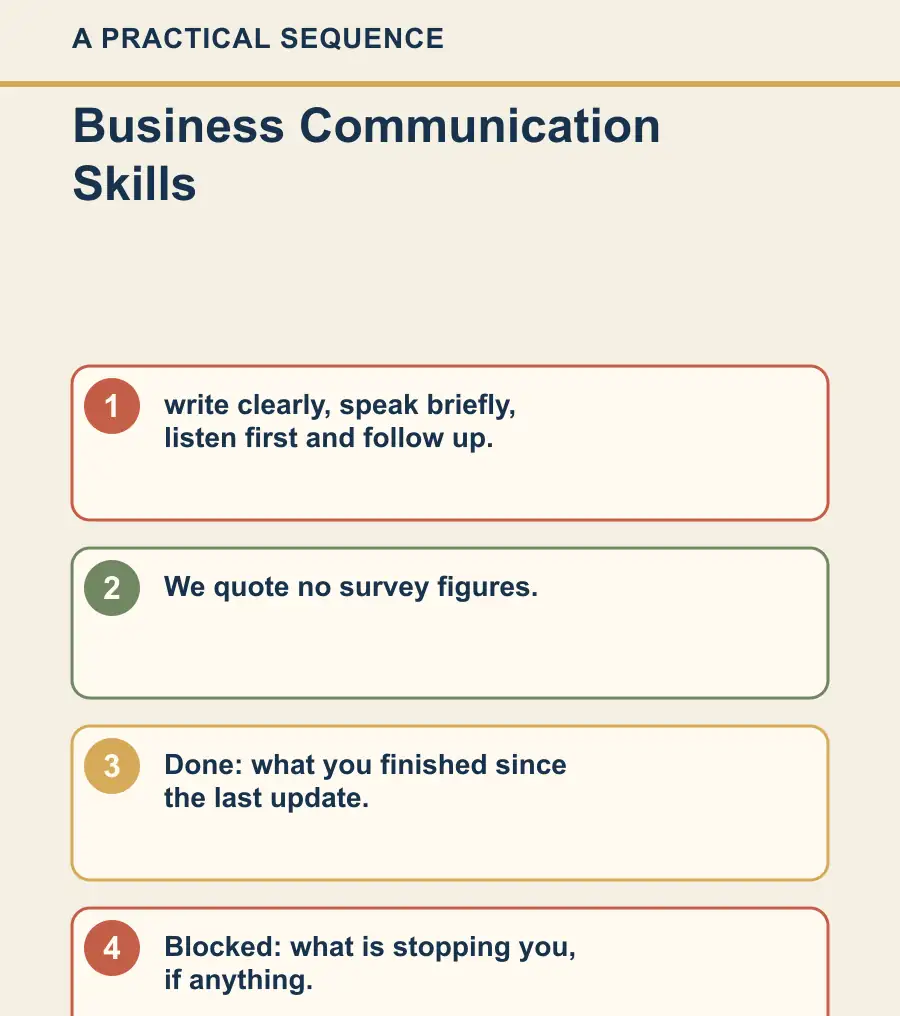 A PRACTICAL SEQUENCE
Business Communication
Skills
1
write clearly, speak briefly,
listen first and follow up.
2
We quote no survey figures.
3
Done: what you finished since
the last update.
4
Blocked: what is stopping you,
if anything.